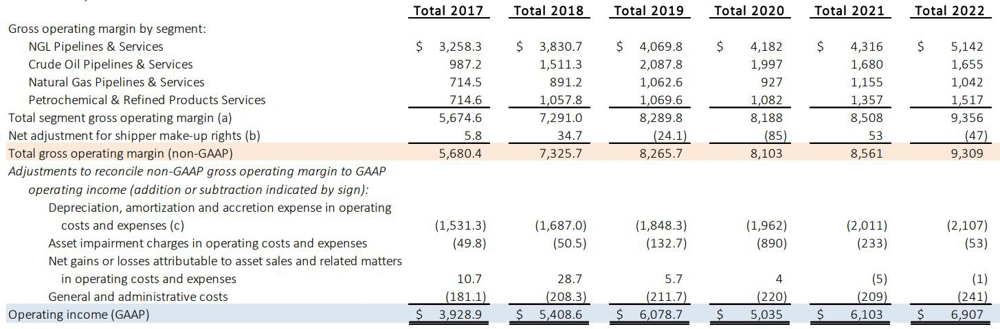 Total 2017 Total 2018 Total 2019 Total 2020 Total 2021 Total 2022
Gross operating margin by segment:
NGL Pipelines & Services $ 3,258.3 $ 3,830.7 $ 4,069.8 $ 4,182 $ 4,316 $ 5,142
Crude Oil Pipelines & Services 987.2 1,511.3 2,087.8 1,997 1,680 1,655
Natural Gas Pipelines & Services 714.5 891.2 1,062.6 927 1,155 1,042
Petrochemical & Refined Products Services 714.6 1,057.8 1,069.6 1,082 1,357 1,517
Total segment gross operating margin (a) 5,674.6 7,291.0 8,289.8 8,188 8,508 9,356
Net adjustment for shipper make-up rights (b) 5.8 34.7 (24.1) (85) 53 (47)
Total gross operating margin (non-GAAP) 5,680.4 7,325.7 8,265.7 8,103 8,561 9,309
Adjustments to reconcile non-GAAP gross operating margin to GAAP
operating income (addition or subtraction indicated by sign):
Depreciation, amortization and accretion expense in operating
costs and expenses (c) (1,531.3) (1,687.0) (1,848.3) (1,962) (2,011) (2,107)
Asset impairment charges in operating costs and expenses (49.8) (50.5) (132.7) (890) (233) (53)
Net gains or losses attributable to asset sales and related matters
in operating costs and expenses 10.7 28.7 5.7 4 (5) (1)
General and administrative costs (181.1) (208.3) (211.7) (220) (209) (241)
Operating income (GAAP) $ 3,928.9 $ 5,408.6 $ 6,078.7 $ 5,035 $ 6,103 $ 6,907